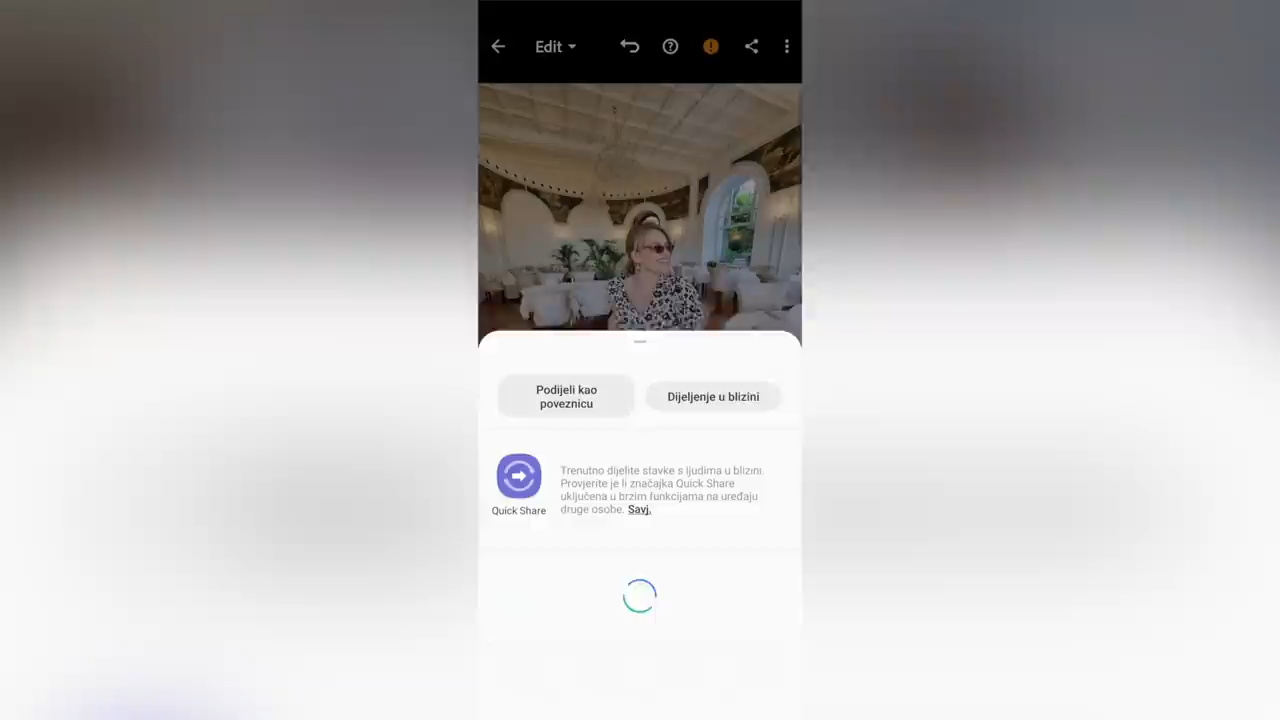 Edit
Podijeli kao
poveznicu
Dijeljenje u blizini
Trenutno dijelite stavke s ljudima u blizini.
Provjerite je li značajka Quick Share
uključena u brzim funkcijama na uređaju
druge osobe. Savj.
Quick Share